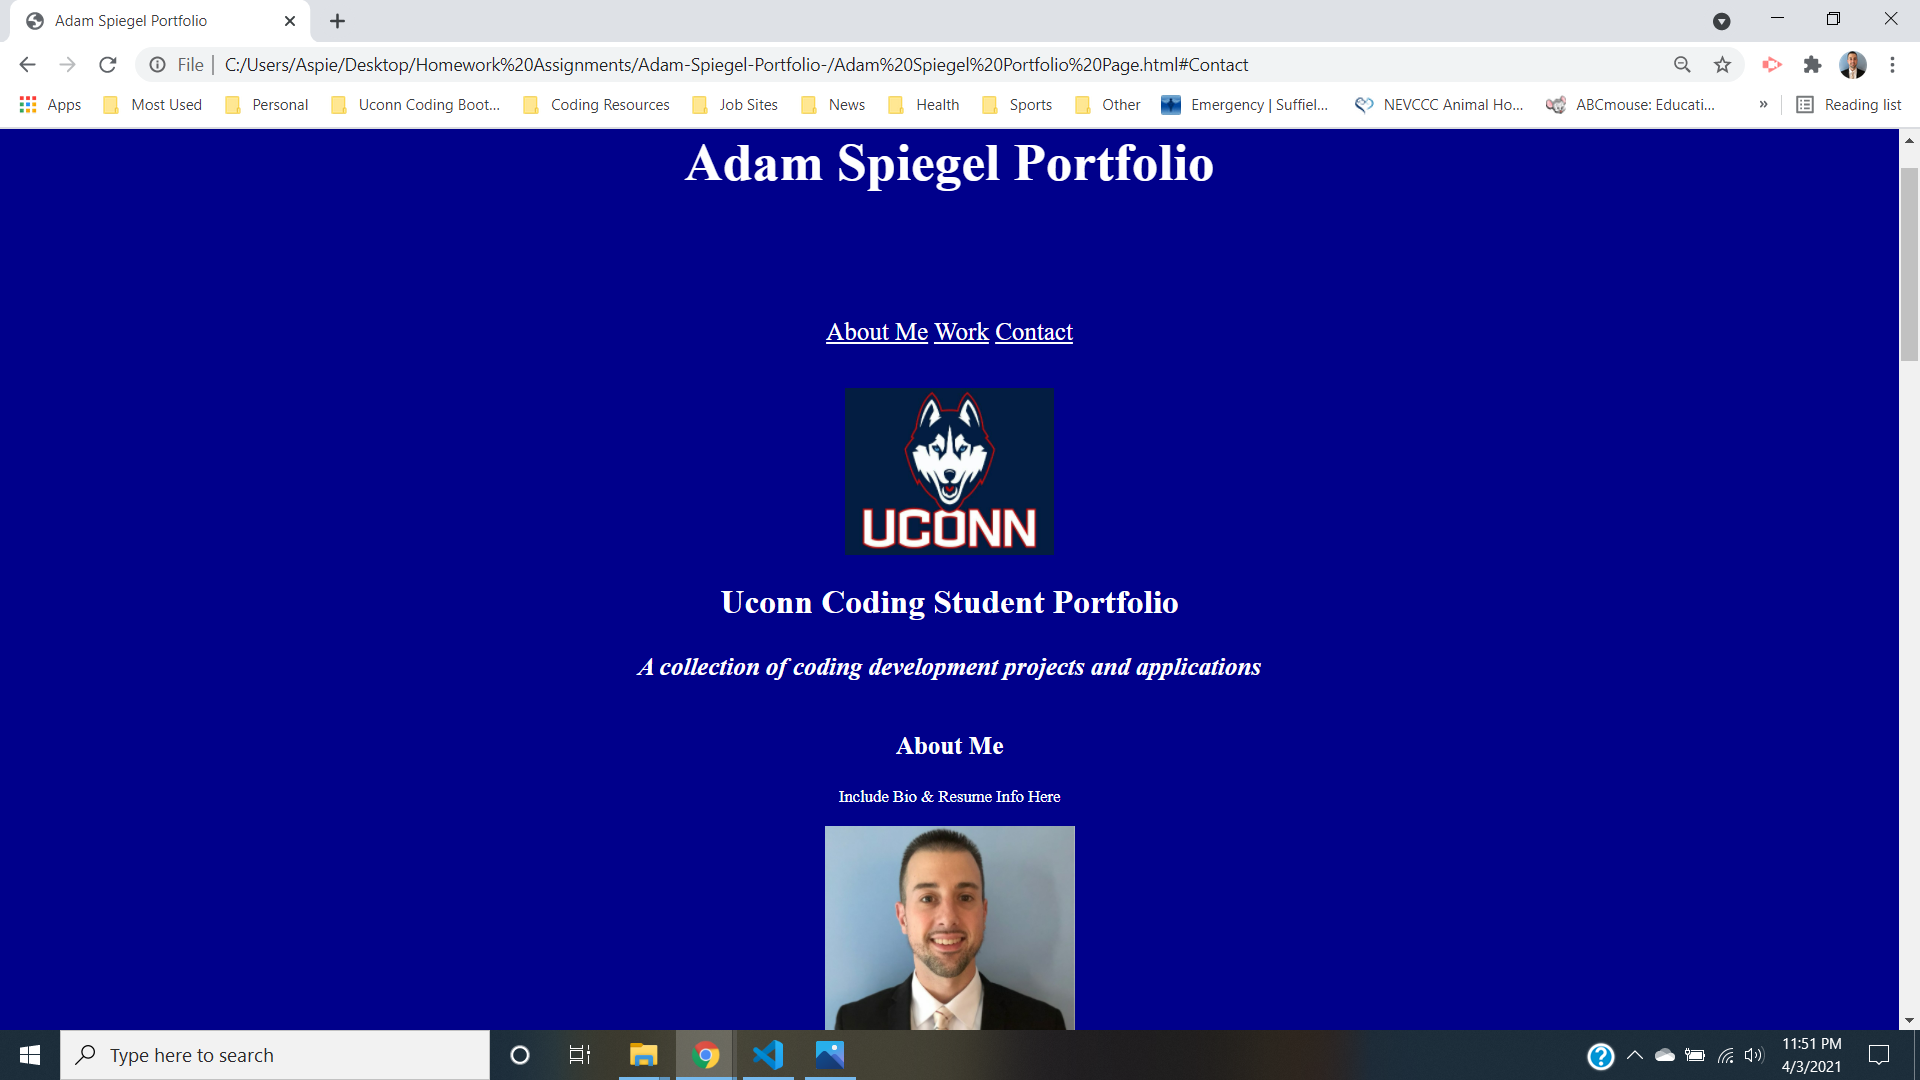 Adam Spiegel Portfolio
File | C:/Users/Aspie/Desktop/Homework%20Assignments/Adam-Spiegel-Portfolio-/Adam%20Spiegel%20Portfolio%20Page.html#Contact
Apps Most Used Personal Uconn Coding Boot... Coding Resources Job Sites News Health Sports Other Emergency | Suffiel... NEVCCC Animal Ho... ABCmouse: Educati... » Reading list
Adam Spiegel Portfolio
About Me Work Contact
UCONN
Uconn Coding Student Portfolio
A collection of coding development projects and applications
About Me
Include Bio & Resume Info Here
Type here to search
11:51 PM
4/3/2021